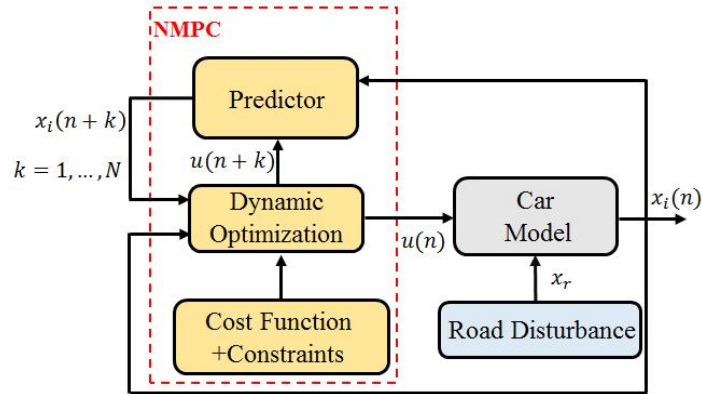 NMPC
Predictor
x_i(n + k)
k = 1, ..., N
u(n + k)
Dynamic
Optimization
u(n)
Car
Model
x_i(n)
x_r
Cost Function
+Constraints
Road Disturbance